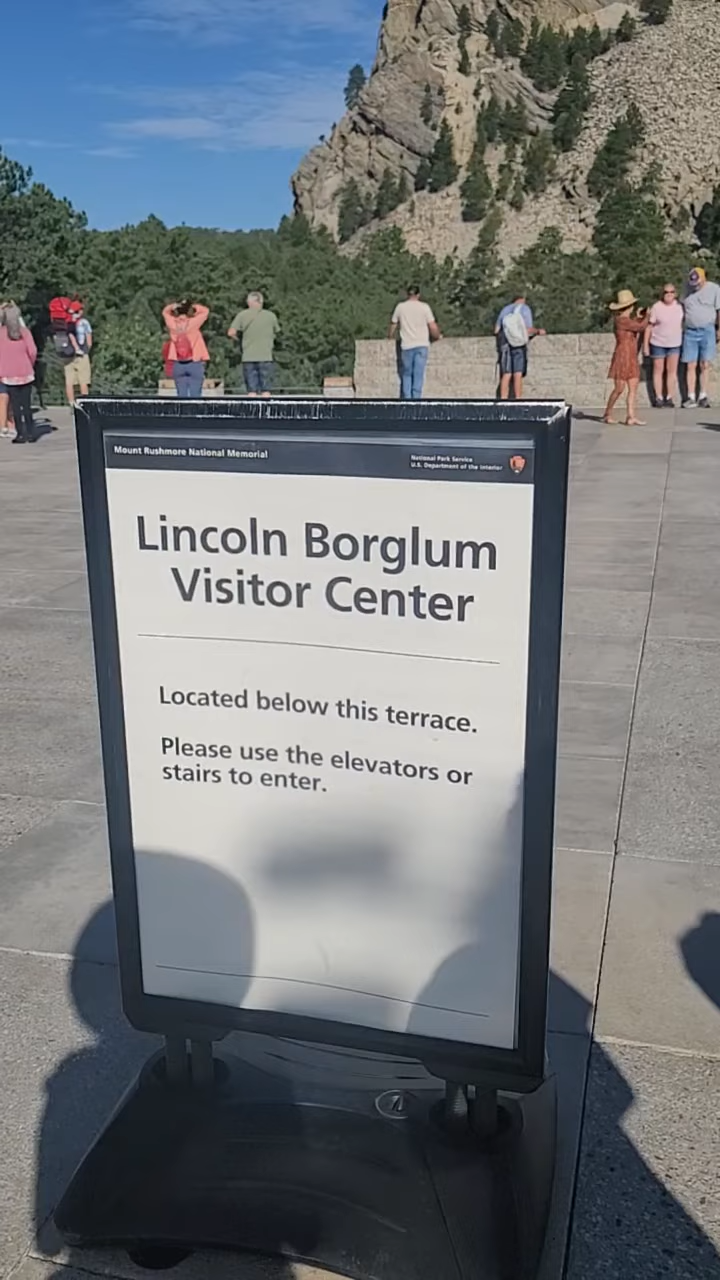 Mount Rushmore National Memorial
National Park Service
U.S. Department of the Interior
Lincoln Borglum
Visitor Center
Located below this terrace.
Please use the elevators or
stairs to enter.